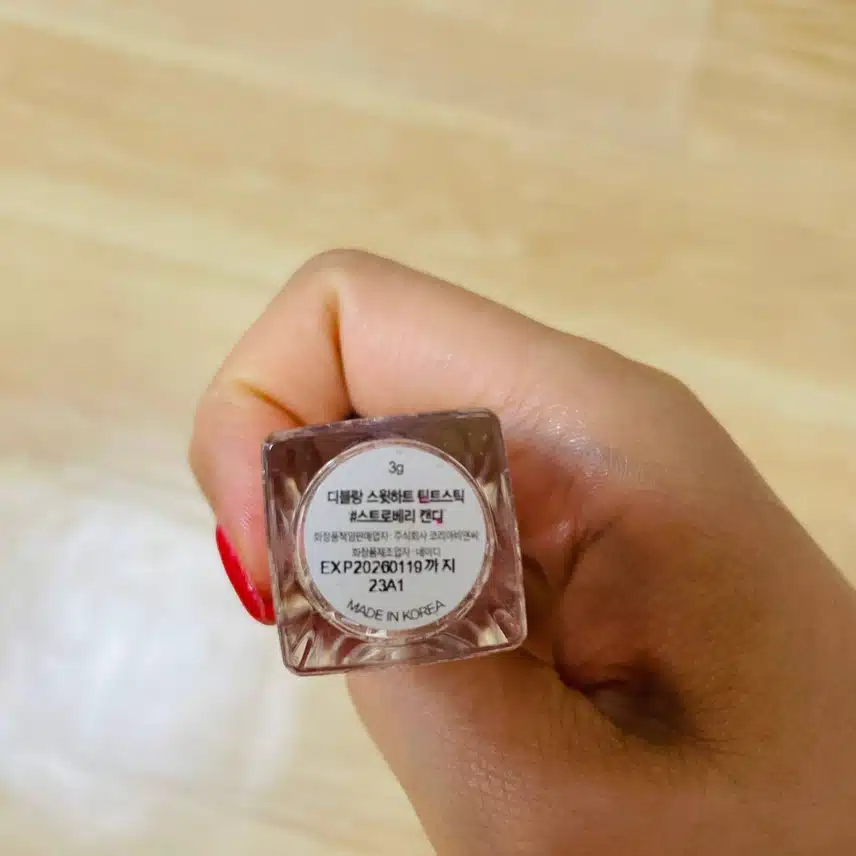 3g
디블랑 스윗하트 틴트스틱
#스트로베리 캔디
화장품책임판매업자 : 주식회사 코리아비앤씨
화장품제조업자 : 네이디
EXP20260119까지
23A1
MADE IN KOREA